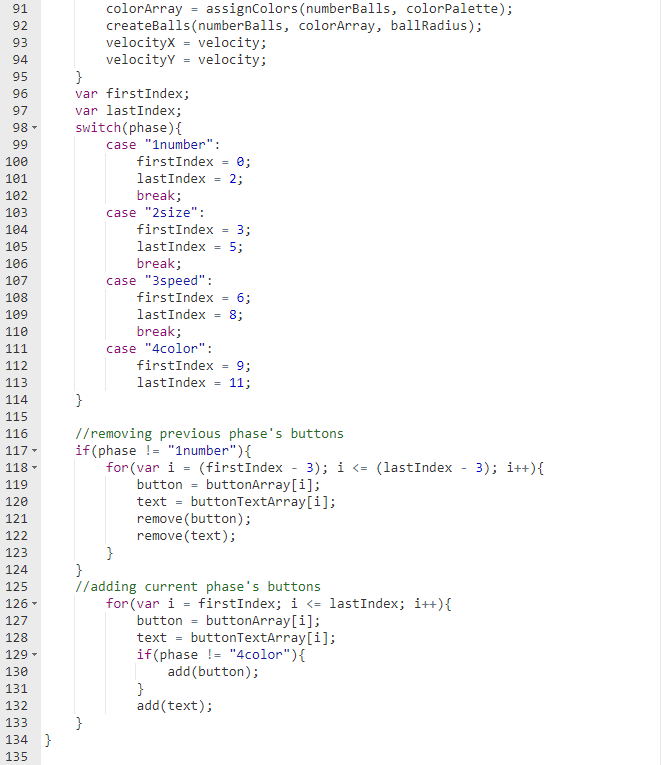 91 colorArray = assignColors(numberBalls, colorPalette);
92 createBalls(numberBalls, colorArray, ballRadius);
93 velocityX = velocity;
94 velocityY = velocity;
95 }
96 var firstIndex;
97 var lastIndex;
98 switch(phase){
99 case "1number":
100 firstIndex = 0;
101 lastIndex = 2;
102 break;
103 case "2size":
104 firstIndex = 3;
105 lastIndex = 5;
106 break;
107 case "3speed":
108 firstIndex = 6;
109 lastIndex = 8;
110 break;
111 case "4color":
112 firstIndex = 9;
113 lastIndex = 11;
114 }
115
116 //removing previous phase's buttons
117 if(phase != "1number"){
118 for(var i = (firstIndex - 3); i <= (lastIndex - 3); i++){
119 button = buttonArray[i];
120 text = buttonTextArray[i];
121 remove(button);
122 remove(text);
123 }
124 }
125 //adding current phase's buttons
126 for(var i = firstIndex; i <= lastIndex; i++){
127 button = buttonArray[i];
128 text = buttonTextArray[i];
129 if(phase != "4color"){
130 add(button);
131 }
132 add(text);
133 }
134 }
135